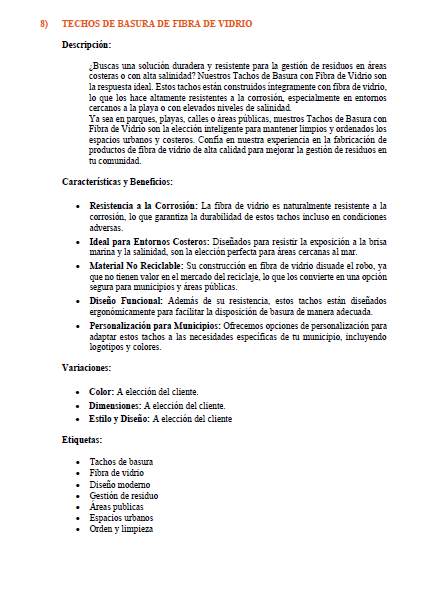 8) TECHOS DE BASURA DE FIBRA DE VIDRIO
Descripción:
¿Buscas una solución duradera y resistente para la gestión de residuos en áreas
costeras o con alta salinidad? Nuestros Tachos de Basura con Fibra de Vidrio son
la respuesta ideal. Estos tachos están construidos íntegramente con fibra de vidrio,
lo que los hace altamente resistentes a la corrosión, especialmente en entornos
cercanos a la playa o con elevados niveles de salinidad.
Ya sea en parques, playas, calles o áreas públicas, nuestros Tachos de Basura con
Fibra de Vidrio son la elección inteligente para mantener limpios y ordenados los
espacios urbanos y costeros. Confía en nuestra experiencia en la fabricación de
productos de fibra de vidrio de alta calidad para mejorar la gestión de residuos en
tu comunidad.
Características y Beneficios:
• Resistencia a la Corrosión: La fibra de vidrio es naturalmente resistente a la
corrosión, lo que garantiza la durabilidad de estos tachos incluso en condiciones
adversas.
• Ideal para Entornos Costeros: Diseñados para resistir la exposición a la brisa
marina y la salinidad, son la elección perfecta para áreas cercanas al mar.
• Material No Reciclable: Su construcción en fibra de vidrio disuade el robo, ya
que no tienen valor en el mercado del reciclaje, lo que los convierte en una opción
segura para municipios y áreas públicas.
• Diseño Funcional: Además de su resistencia, estos tachos están diseñados
ergonómicamente para facilitar la disposición de basura de manera adecuada.
• Personalización para Municipios: Ofrecemos opciones de personalización para
adaptar estos tachos a las necesidades específicas de tu municipio, incluyendo
logotipos y colores.
Variaciones:
• Color: A elección del cliente.
• Dimensiones: A elección del cliente.
• Estilo y Diseño: A elección del cliente
Etiquetas:
• Tachos de basura
• Fibra de vidrio
• Diseño moderno
• Gestión de residuo
• Áreas publicas
• Espacios urbanos
• Orden y limpieza